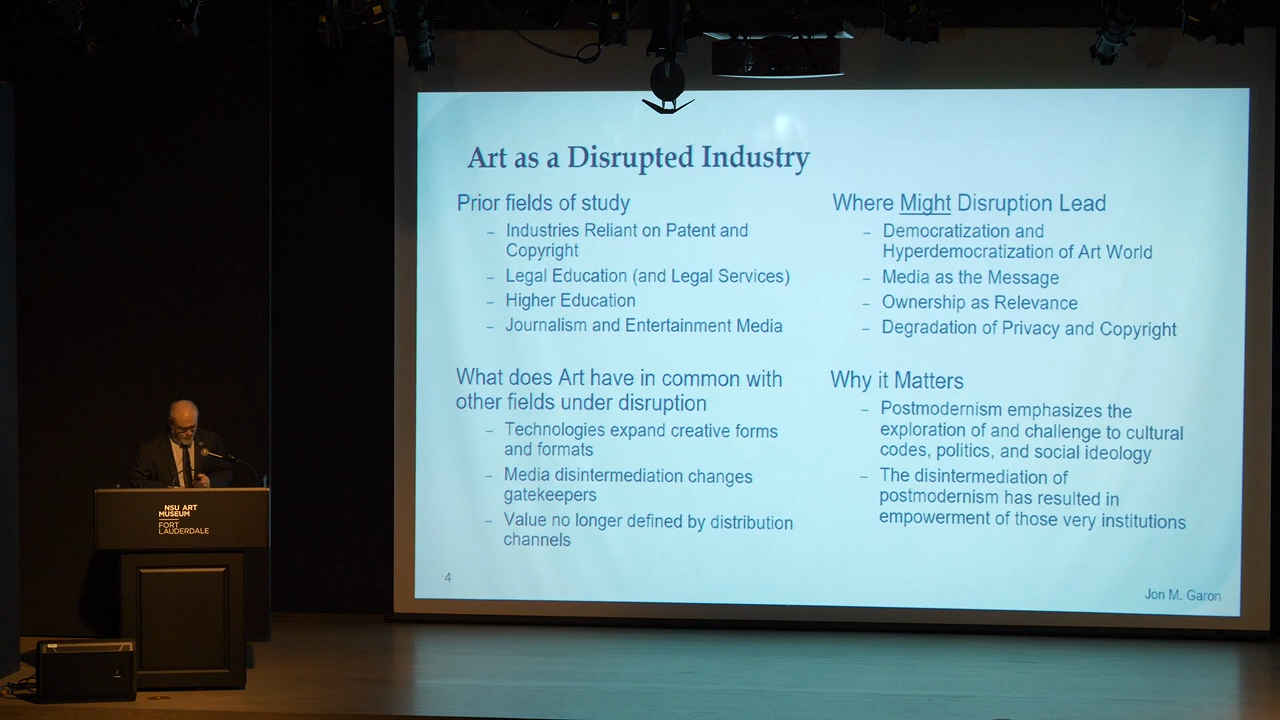 Art as a Disrupted Industry
Prior fields of study
– Industries Reliant on Patent and
Copyright
– Legal Education (and Legal Services)
– Higher Education
– Journalism and Entertainment Media
What does Art have in common with
other fields under disruption
– Technologies expand creative forms
and formats
– Media disintermediation changes
gatekeepers
– Value no longer defined by distribution
channels
Where Might Disruption Lead
– Democratization and
Hyperdemocratization of Art World
– Media as the Message
– Ownership as Relevance
– Degradation of Privacy and Copyright
Why it Matters
– Postmodernism emphasizes the
exploration of and challenge to cultural
codes, politics, and social ideology
– The disintermediation of
postmodernism has resulted in
empowerment of those very institutions
4
Jon M. Garon
NSU ART
MUSEUM
FORT
LAUDERDALE